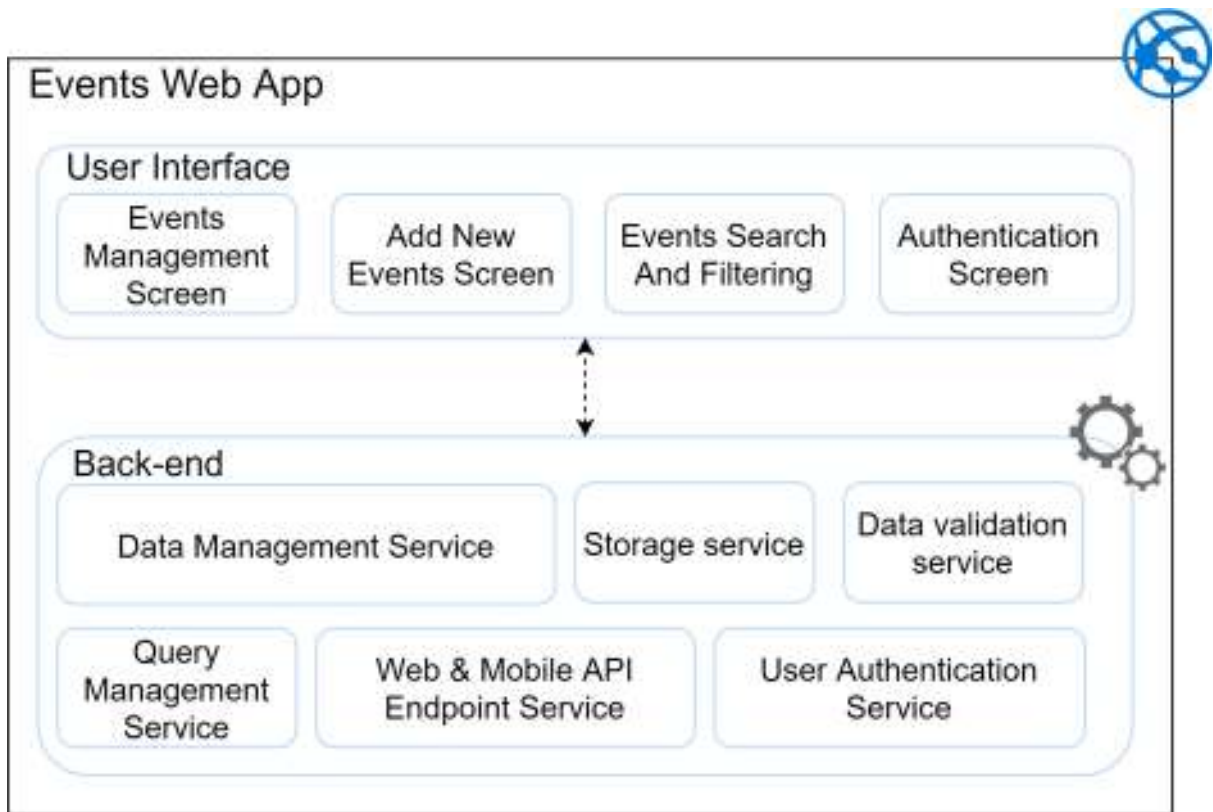 Events Web App
User Interface
Events
Management
Screen
Add New
Events Screen
Events Search
And Filtering
Authentication
Screen
Back-end
Data Management Service
Storage service
Data validation
service
Query
Management
Service
Web & Mobile API
Endpoint Service
User Authentication
Service